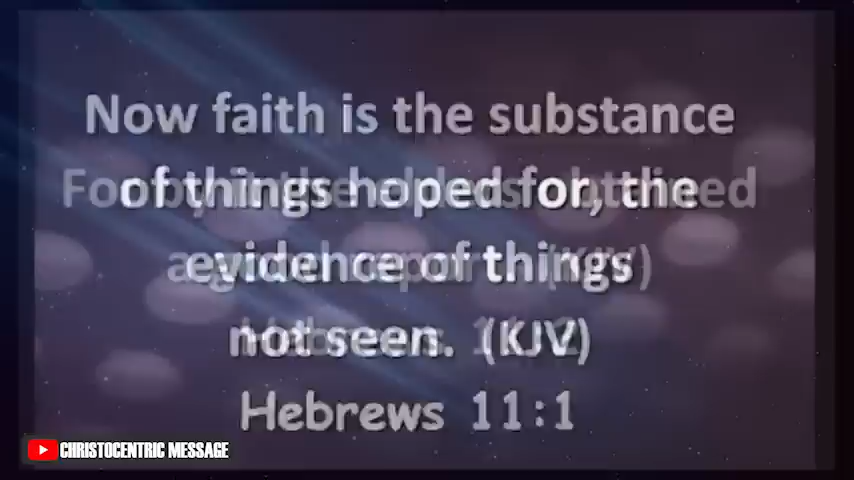 Now faith is the substance
of things hoped for, the
evidence of things
not seen. (KJV)
Hebrews 11:1
CHRISTOCENTRIC MESSAGE